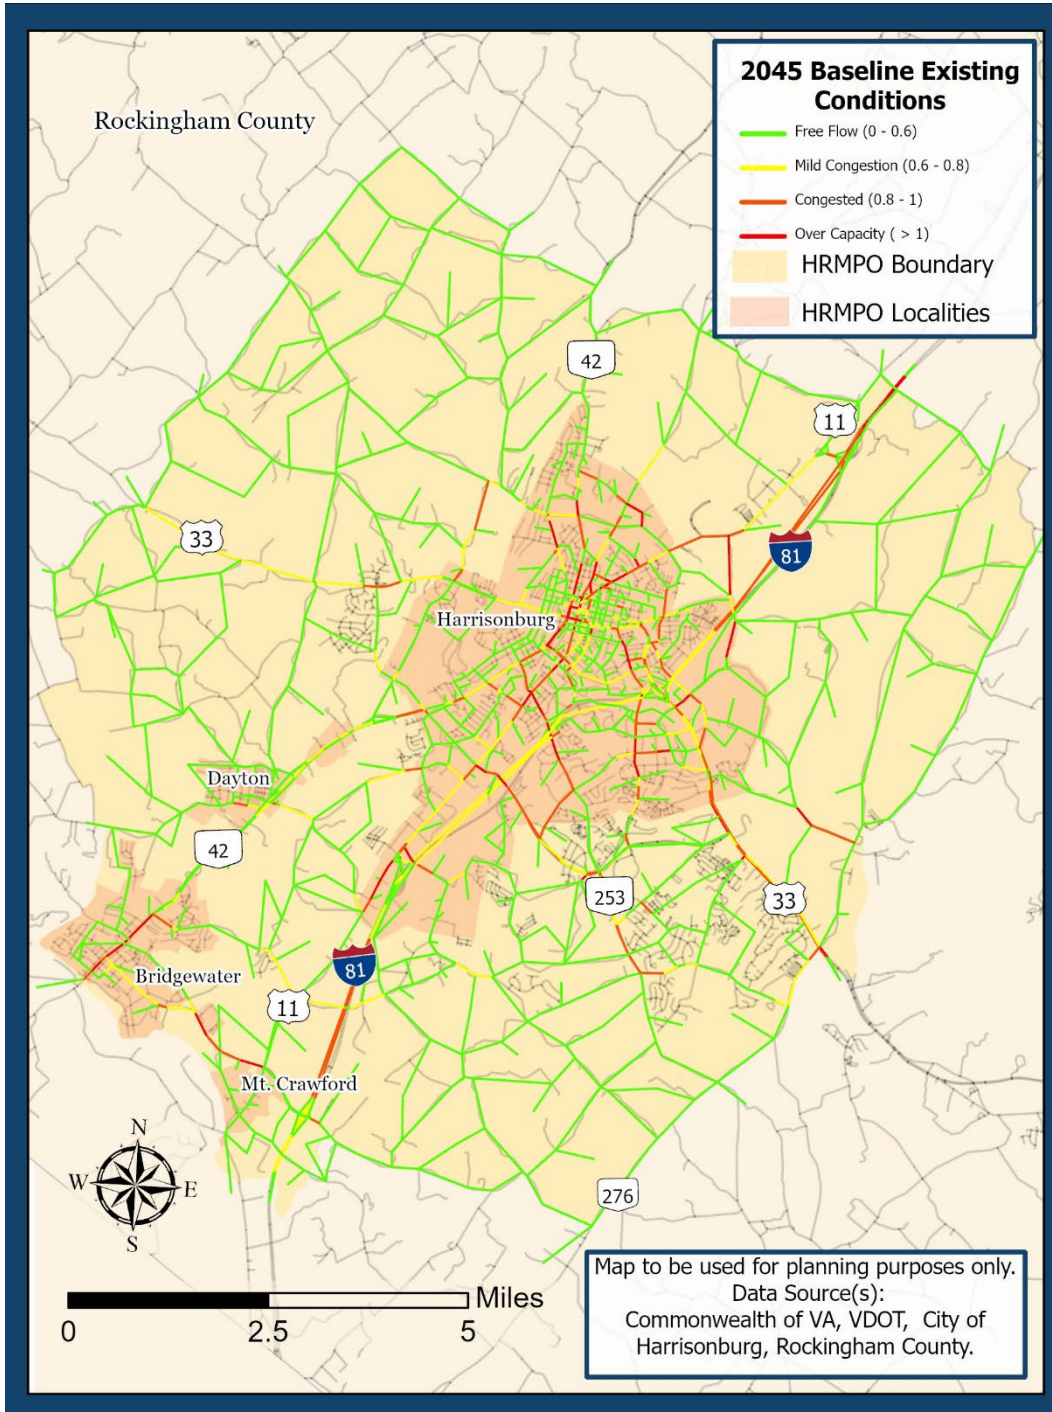 2045 Baseline Existing
Conditions
Free Flow (0 - 0.6)
Mild Congestion (0.6 - 0.8)
Congested (0.8 - 1)
Over Capacity ( > 1)
HRMPO Boundary
HRMPO Localities
Rockingham County
42
11
33
81
Harrisonburg
Dayton
42
253
33
Bridgewater
81
11
Mt. Crawford
N
W
E
S
276
Miles
0
2.5
5
Map to be used for planning purposes only.
Data Source(s):
Commonwealth of VA, VDOT, City of
Harrisonburg, Rockingham County.